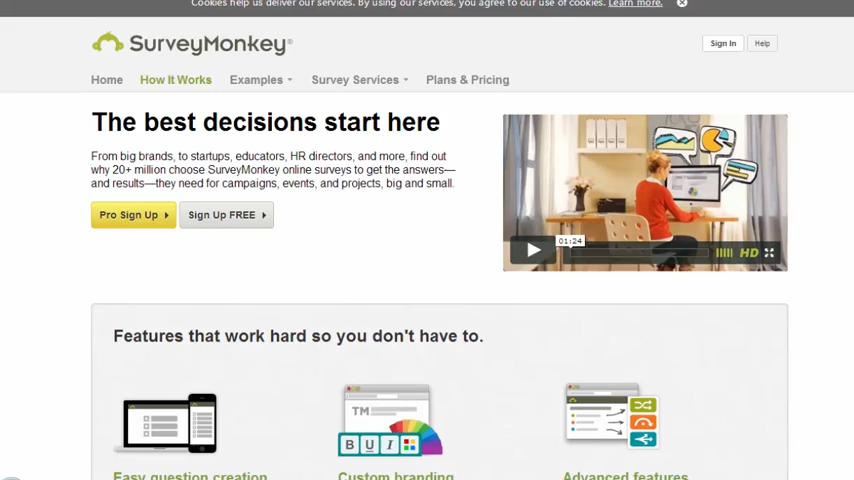 Cookies help us deliver our services. By using our services, you agree to our use of cookies. Learn more.
SurveyMonkey®
Sign In
Help
Home
How It Works
Examples
Survey Services
Plans & Pricing
The best decisions start here
From big brands, to startups, educators, HR directors, and more, find out
why 20+ million choose SurveyMonkey online surveys to get the answers—
and results—they need for campaigns, events, and projects, big and small.
Pro Sign Up
Sign Up FREE
01:24
HD
Features that work hard so you don't have to.
TM
B U I
Easy question creation
Custom branding
Advanced features